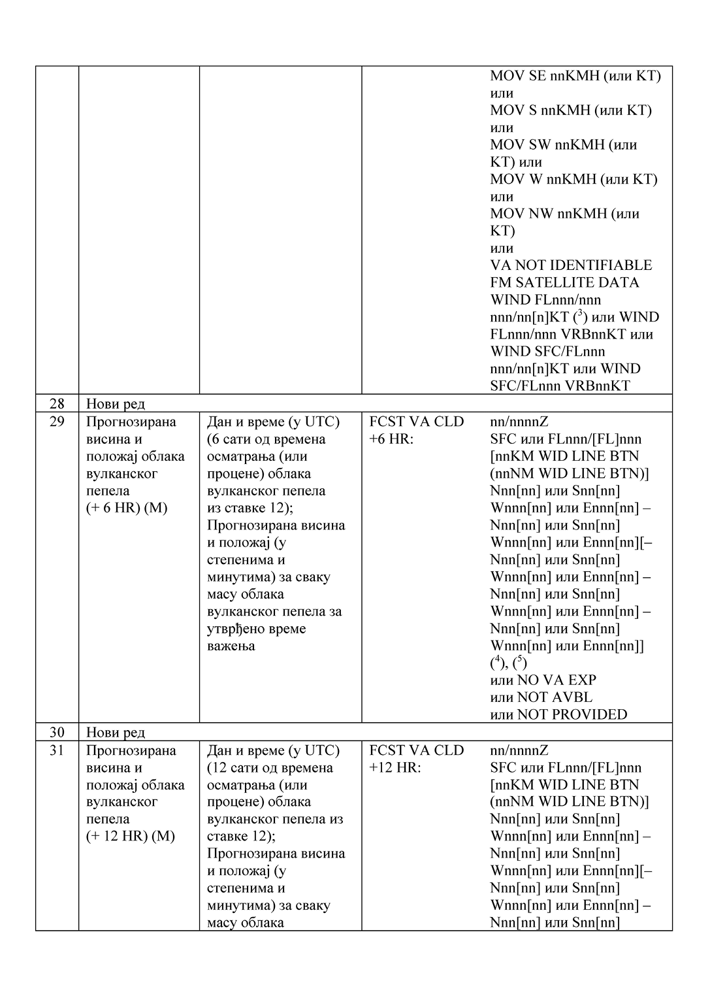 MOV SE nnKMH (или KT)
или
MOV S nnKMH (или KT)
или
MOV SW nnKMH (или
KT) или
MOV W nnKMH (или KT)
или
MOV NW nnKMH (или
KT)
или
VA NOT IDENTIFIABLE
FM SATELLITE DATA
WIND FLnnn/nnn
nnn/nn[n]KT (³) или WIND
FLnnn/nnn VRBnnKT или
WIND SFC/FLnnn
nnn/nn[n]KT или WIND
SFC/FLnnn VRBnnKT
28 Нови ред
29
Прогнозирана
висина и
положај облака
вулканског
пепела
(+ 6 HR) (M)
Дан и време (у UTC)
(6 сати од времена
осматрања (или
процене) облака
вулканског пепела
из ставке 12);
Прогнозирана висина
и положај (у
степенима и
минутима) за сваку
масу облака
вулканског пепела за
утврђено време
важења
FCST VA CLD
+6 HR:
nn/nnnnZ
SFC или FLnnn/[FL]nnn
[nnKM WID LINE BTN
(nnNM WID LINE BTN)]
Nnn[nn] или Snn[nn]
Wnnn[nn] или Ennn[nn] –
Nnn[nn] или Snn[nn]
Wnnn[nn] или Ennn[nn][–
Nnn[nn] или Snn[nn]
Wnnn[nn] или Ennn[nn] –
Nnn[nn] или Snn[nn]
Wnnn[nn] или Ennn[nn] –
Nnn[nn] или Snn[nn]
Wnnn[nn] или Ennn[nn]]
(⁴), (⁵)
или NO VA EXP
или NOT AVBL
или NOT PROVIDED
30 Нови ред
31
Прогнозирана
висина и
положај облака
вулканског
пепела
(+ 12 HR) (M)
Дан и време (у UTC)
(12 сати од времена
осматрања (или
процене) облака
вулканског пепела из
ставке 12);
Прогнозирана висина
и положај (у
степенима и
минутима) за сваку
масу облака
FCST VA CLD
+12 HR:
nn/nnnnZ
SFC или FLnnn/[FL]nnn
[nnKM WID LINE BTN
(nnNM WID LINE BTN)]
Nnn[nn] или Snn[nn]
Wnnn[nn] или Ennn[nn] –
Nnn[nn] или Snn[nn]
Wnnn[nn] или Ennn[nn][–
Nnn[nn] или Snn[nn]
Wnnn[nn] или Ennn[nn] –
Nnn[nn] или Snn[nn]